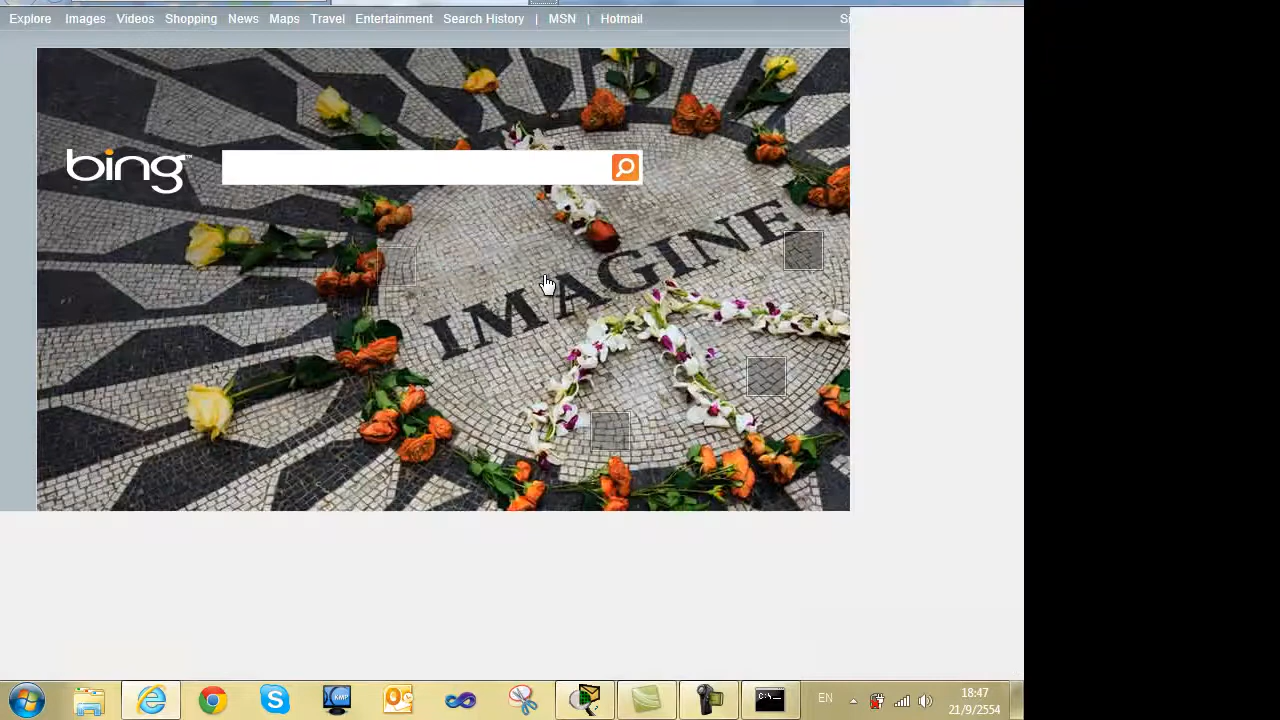 Explore Images Videos Shopping News Maps Travel Entertainment Search History | MSN | Hotmail
bing™
IMAGINE
C:\
EN
18:47
21/9/2554